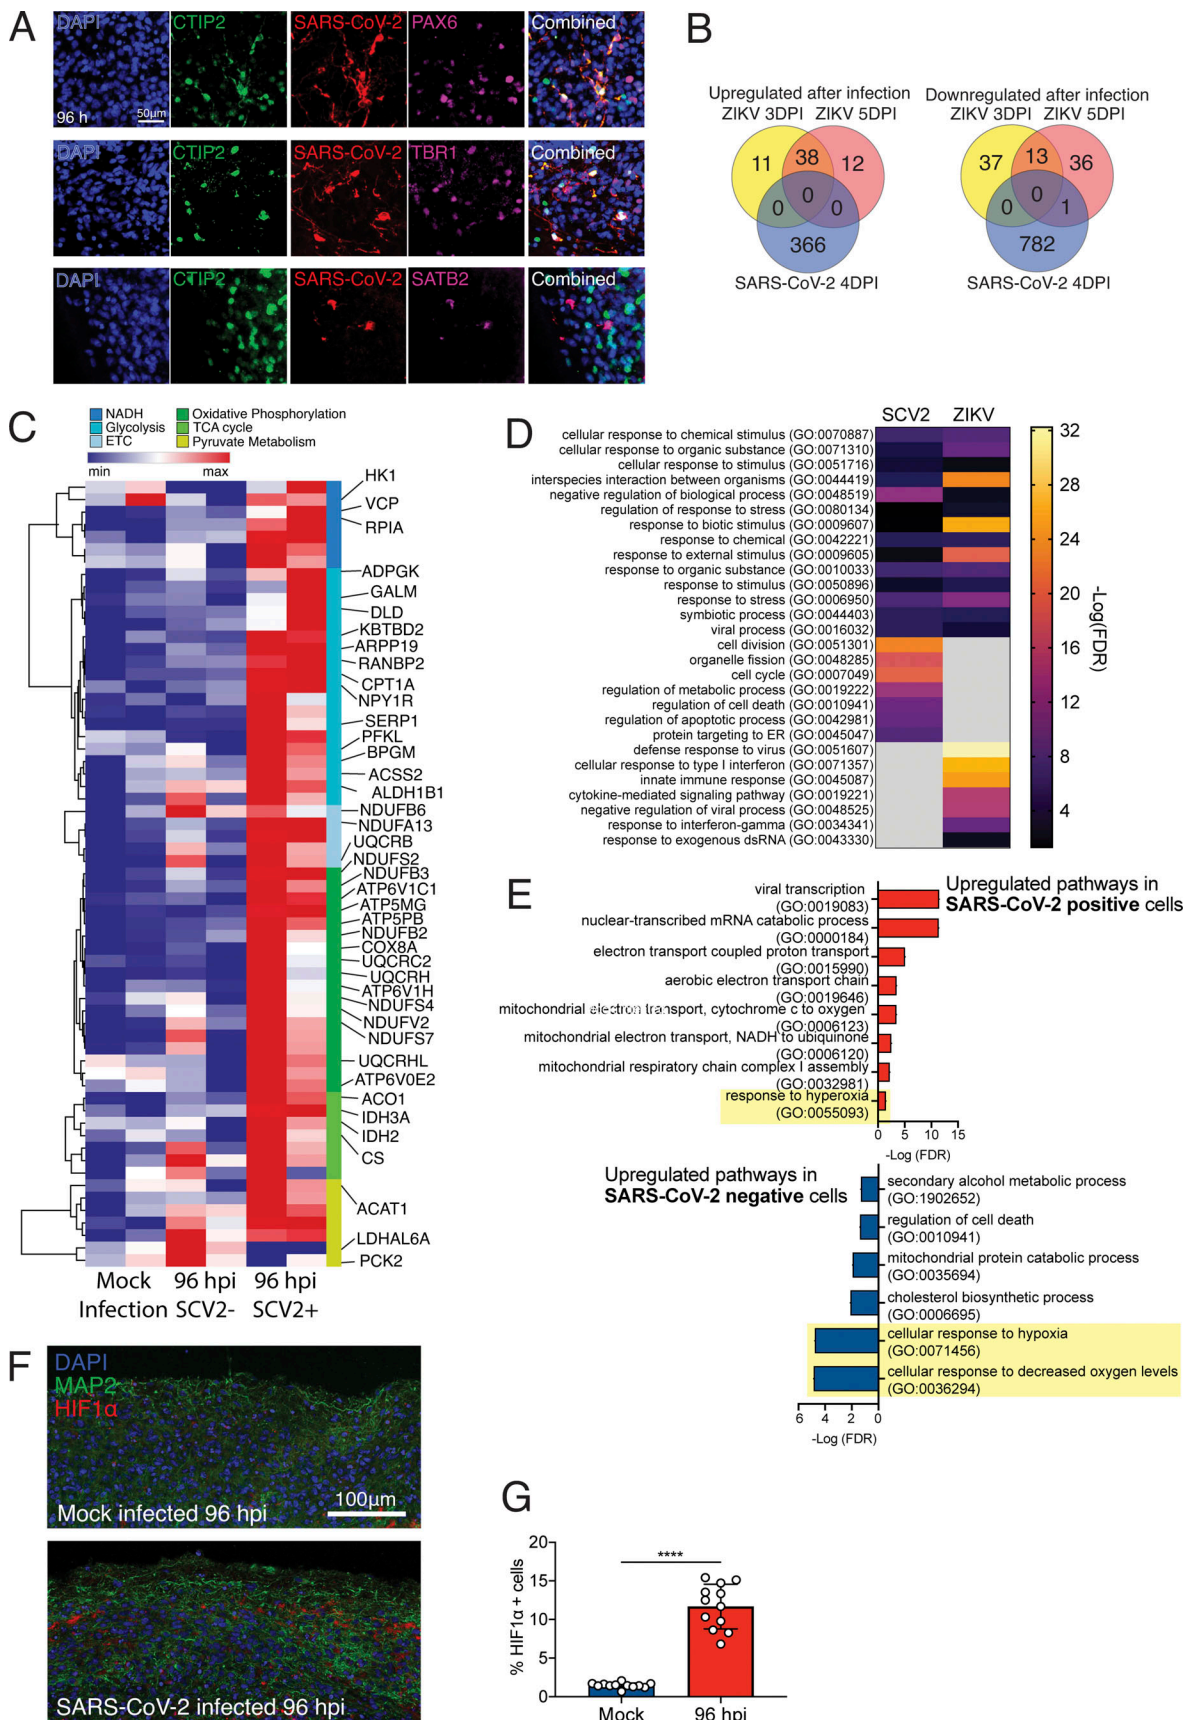 A
DAPI CTIP2 SARS-CoV-2 PAX6 Combined
96 h 50µm
DAPI CTIP2 SARS-CoV-2 TBR1 Combined
DAPI CTIP2 SARS-CoV-2 SATB2 Combined
B
Upregulated after infection
ZIKV 3DPI ZIKV 5DPI
11 38 12
0 0 0
366
SARS-CoV-2 4DPI
Downregulated after infection
ZIKV 3DPI ZIKV 5DPI
37 13 36
0 0 1
782
SARS-CoV-2 4DPI
C
NADH Oxidative Phosphorylation
Glycolysis TCA cycle
ETC Pyruvate Metabolism
min max
HK1
VCP
RPIA
ADPGK
GALM
DLD
KBTBD2
ARPP19
RANBP2
CPT1A
NPY1R
SERP1
PFKL
BPGM
ACSS2
ALDH1B1
NDUFB6
NDUFA13
UQCRB
NDUFS2
NDUFB3
ATP6V1C1
ATP5MG
ATP5PB
NDUFB2
COX8A
UQCRC2
UQCRH
ATP6V1H
NDUFS4
NDUFV2
NDUFS7
UQCRHL
ATP6V0E2
ACO1
IDH3A
IDH2
CS
ACAT1
LDHAL6A
PCK2
Mock 96 hpi 96 hpi
Infection SCV2- SCV2+
D
SCV2 ZIKV
cellular response to chemical stimulus (GO:0070887)
cellular response to organic substance (GO:0071310)
cellular response to stimulus (GO:0051716)
interspecies interaction between organisms (GO:0044419)
negative regulation of biological process (GO:0048519)
regulation of response to stress (GO:0080134)
response to biotic stimulus (GO:0009607)
response to chemical (GO:0042221)
response to external stimulus (GO:0009605)
response to organic substance (GO:0010033)
response to stimulus (GO:0050896)
response to stress (GO:0006950)
symbiotic process (GO:0044403)
viral process (GO:0016032)
cell division (GO:0051301)
organelle fission (GO:0048285)
cell cycle (GO:0007049)
regulation of metabolic process (GO:0019222)
regulation of cell death (GO:0010941)
regulation of apoptotic process (GO:0042981)
protein targeting to ER (GO:0045047)
defense response to virus (GO:0051607)
cellular response to type I interferon (GO:0071357)
innate immune response (GO:0045087)
cytokine-mediated signaling pathway (GO:0019221)
negative regulation of viral process (GO:0048525)
response to interferon-gamma (GO:0034341)
response to exogenous dsRNA (GO:0043330)
32
28
24
20
16
12
8
4
-Log(FDR)
E
Upregulated pathways in
SARS-CoV-2 positive cells
viral transcription
(GO:0019083)
nuclear-transcribed mRNA catabolic process
(GO:0000184)
electron transport coupled proton transport
(GO:0015990)
aerobic electron transport chain
(GO:0019646)
mitochondrial electron transport, cytochrome c to oxygen
(GO:0006123)
mitochondrial electron transport, NADH to ubiquinone
(GO:0006120)
mitochondrial respiratory chain complex I assembly
(GO:0032981)
response to hyperoxia
(GO:0055093)
0 5 10 15
-Log (FDR)
Upregulated pathways in
SARS-CoV-2 negative cells
secondary alcohol metabolic process
(GO:1902652)
regulation of cell death
(GO:0010941)
mitochondrial protein catabolic process
(GO:0035694)
cholesterol biosynthetic process
(GO:0006695)
cellular response to hypoxia
(GO:0071456)
cellular response to decreased oxygen levels
(GO:0036294)
6 4 2 0
-Log (FDR)
F
DAPI
MAP2
HIF1α
Mock infected 96 hpi 100µm
SARS-CoV-2 infected 96 hpi
G
% HIF1α + cells
20
15
10
5
0
****
Mock 96 hpi